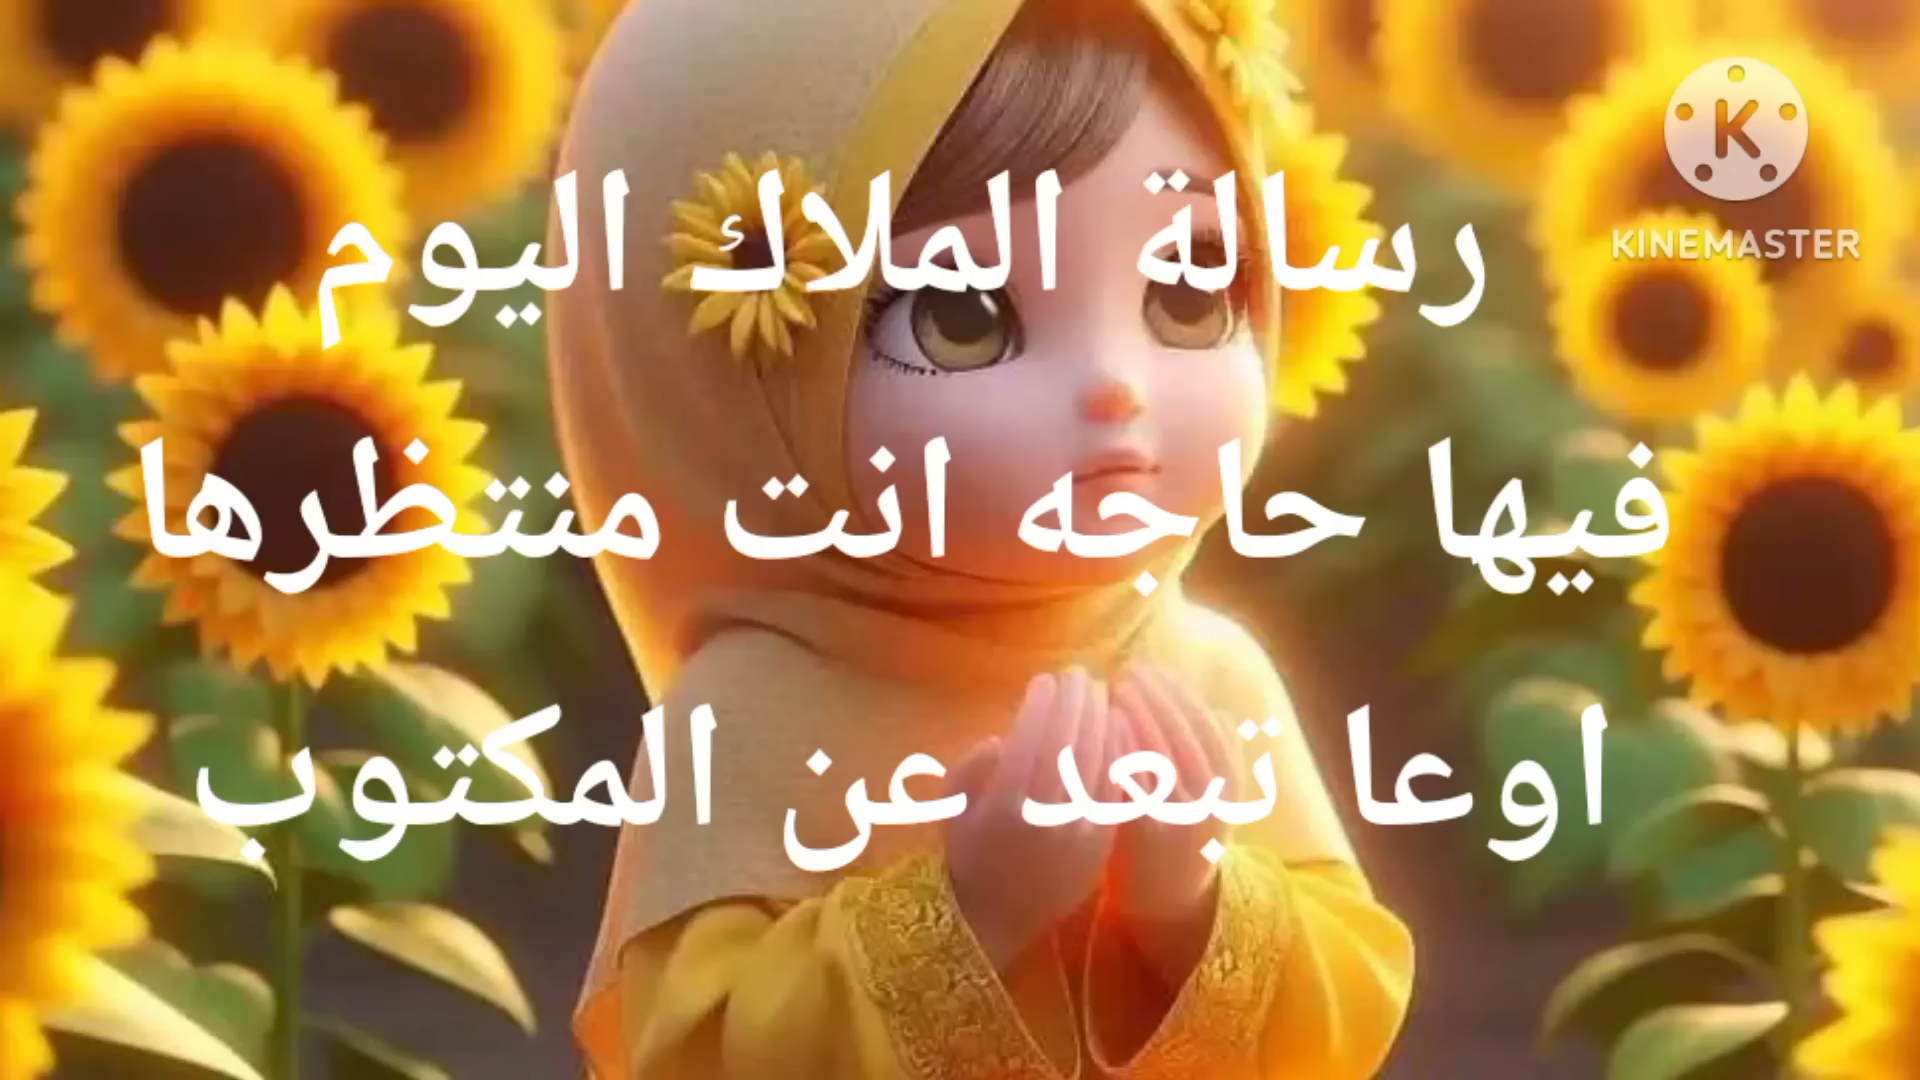 رسالة الملاك اليوم
فيها حاجه انت منتظرها
اوعا تبعد عن المكتوب
K
KINEMASTER